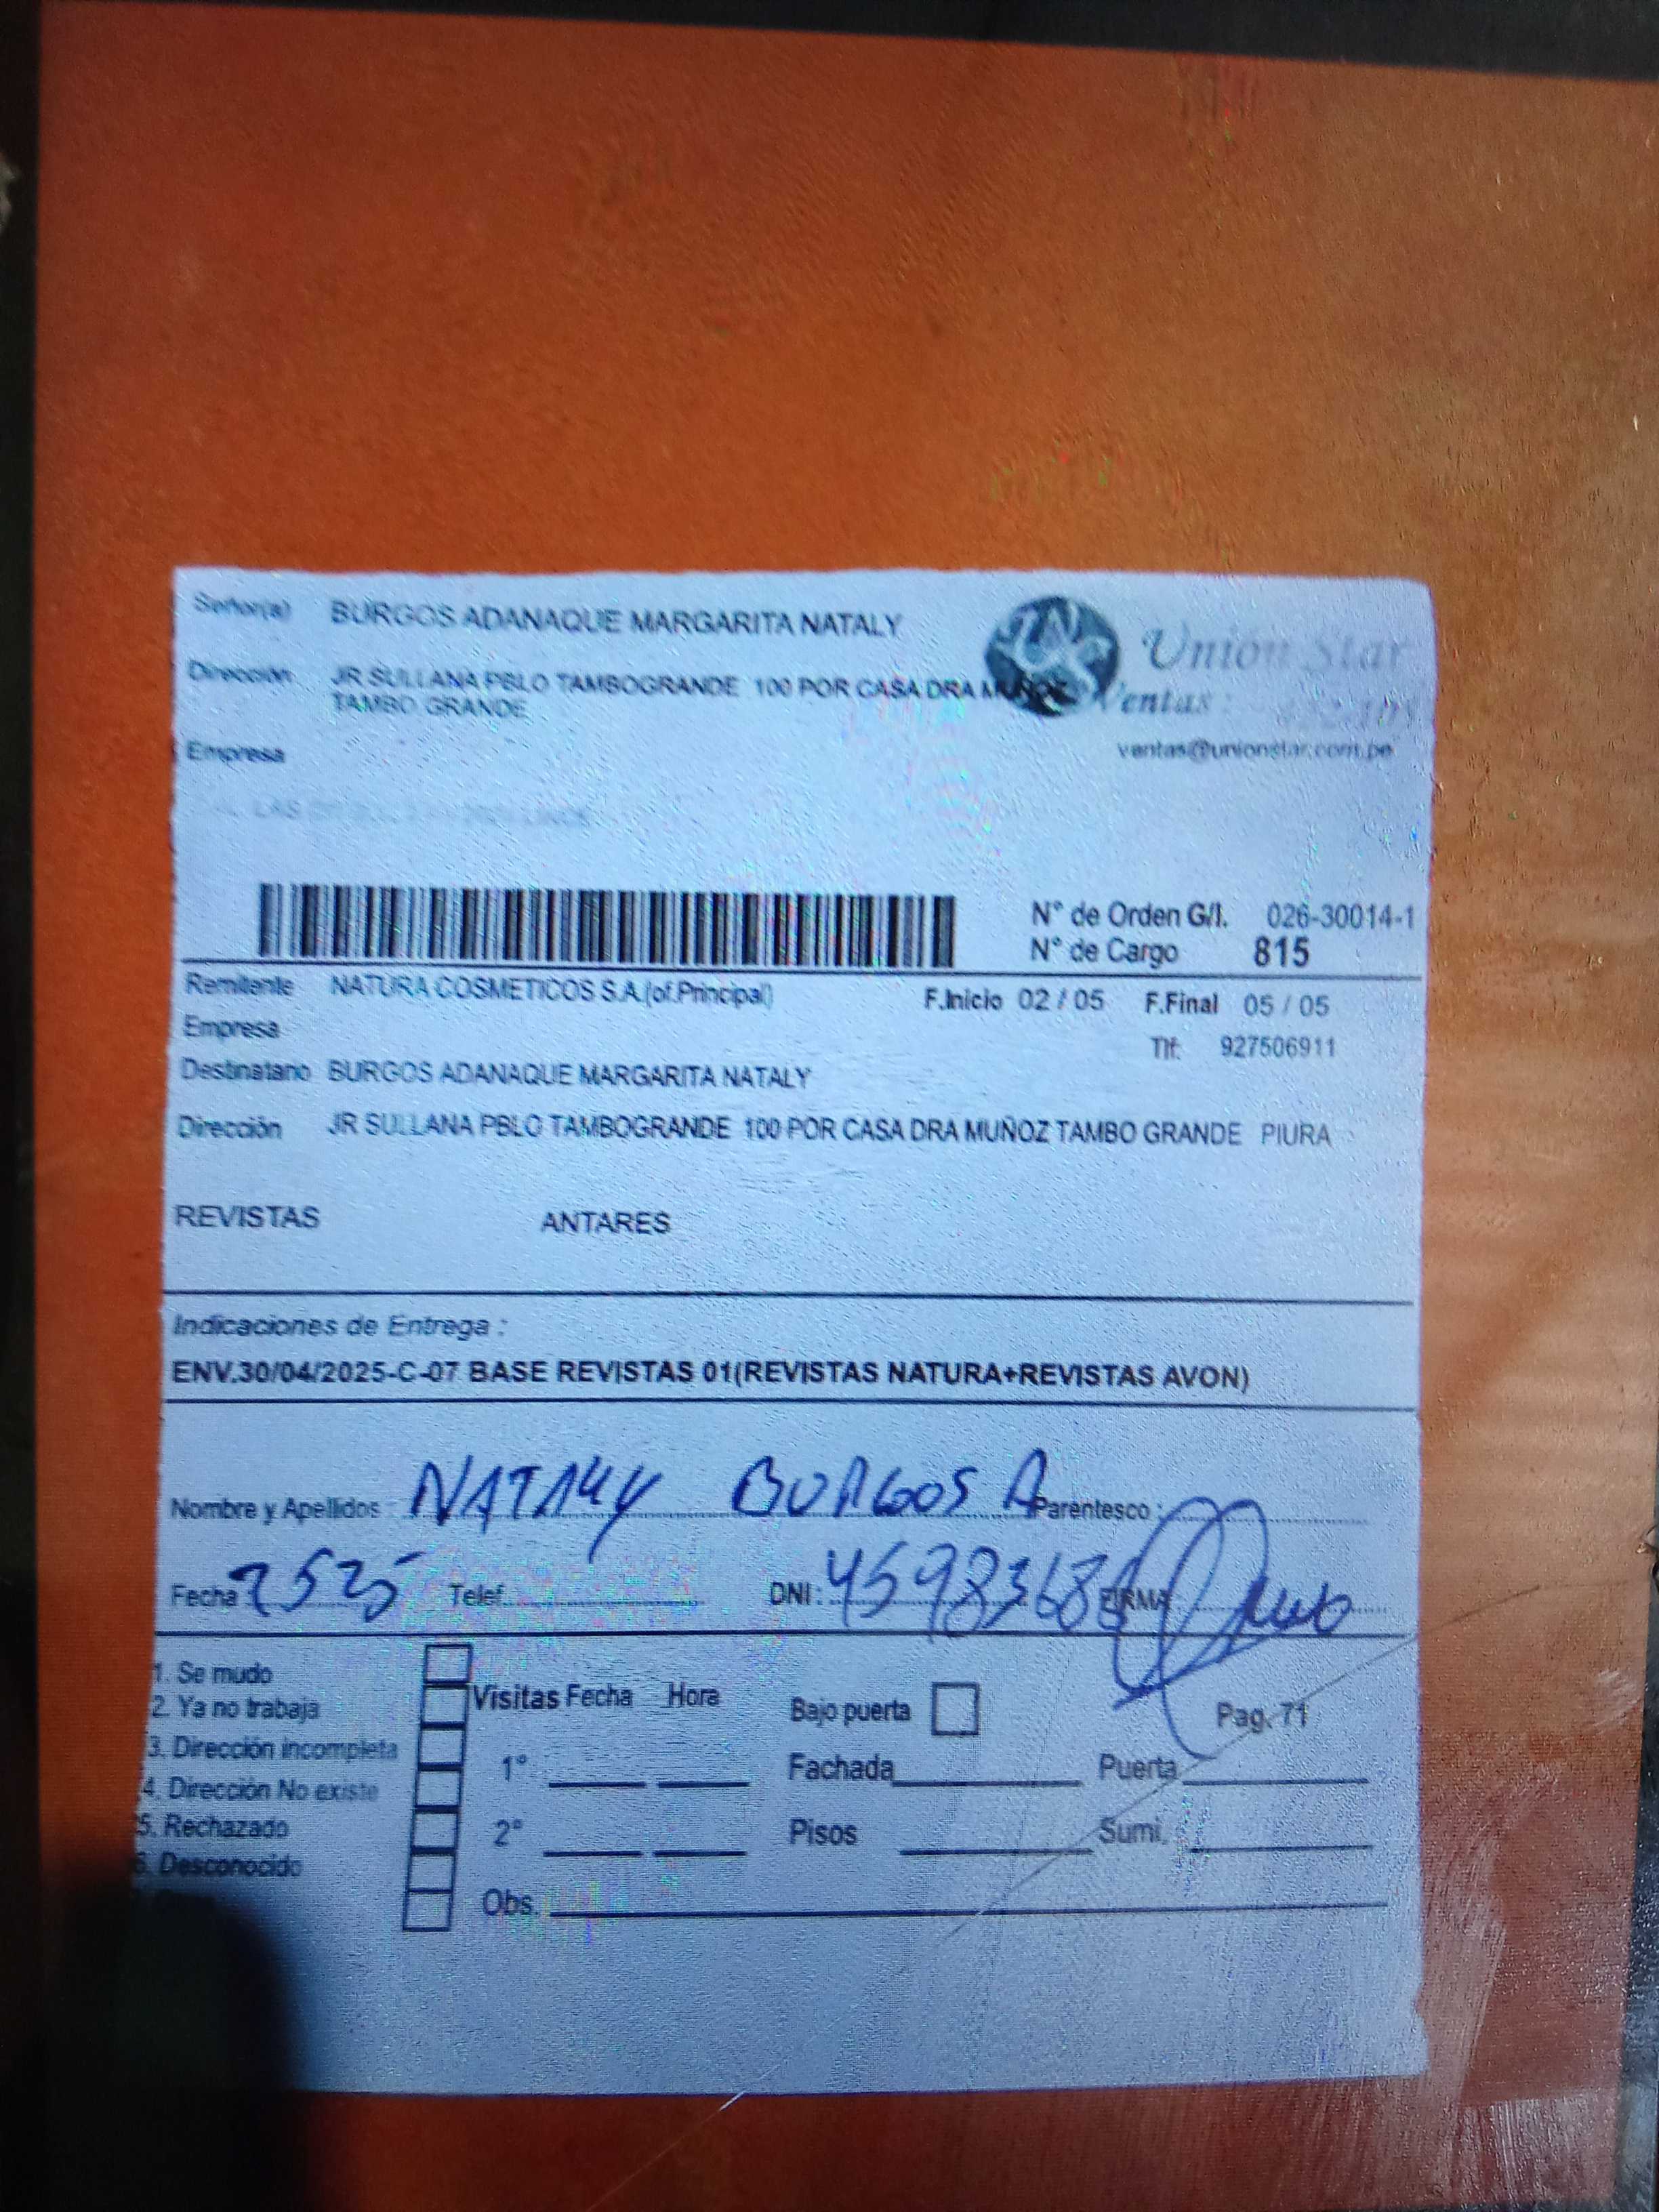 Señor(a) BURGOS ADANAQUE MARGARITA NATALY
Union Star
Dirección JR SULLANA PBLO TAMBOGRANDE 100 POR CASA DRA MUÑOZ
TAMBO GRANDE
Ventas:
Empresa
ventas@unionstar.com.pe
N° de Orden G/I. 026-30014-1
N° de Cargo 815
Remitente NATURA COSMETICOS S.A.(of.Principal)
F.Inicio 02 / 05 F.Final 05 / 05
Empresa
Tlf: 927506911
Destinatario BURGOS ADANAQUE MARGARITA NATALY
Dirección JR SULLANA PBLO TAMBOGRANDE 100 POR CASA DRA MUÑOZ TAMBO GRANDE PIURA
REVISTAS ANTARES
Indicaciones de Entrega :
ENV.30/04/2025-C-07 BASE REVISTAS 01(REVISTAS NATURA+REVISTAS AVON)
Nombre y Apellidos : NATALY BURGOS A Parentesco :
Fecha 2525 Telef. DNI: FIRMA
1. Se mudo
2. Ya no trabaja
3. Dirección incompleta
4. Dirección No existe
5. Rechazado
6. Desconocido
Visitas Fecha Hora
1°
2°
Obs.
Bajo puerta
Pag. 71
Fachada Puerta
Pisos Sumi.